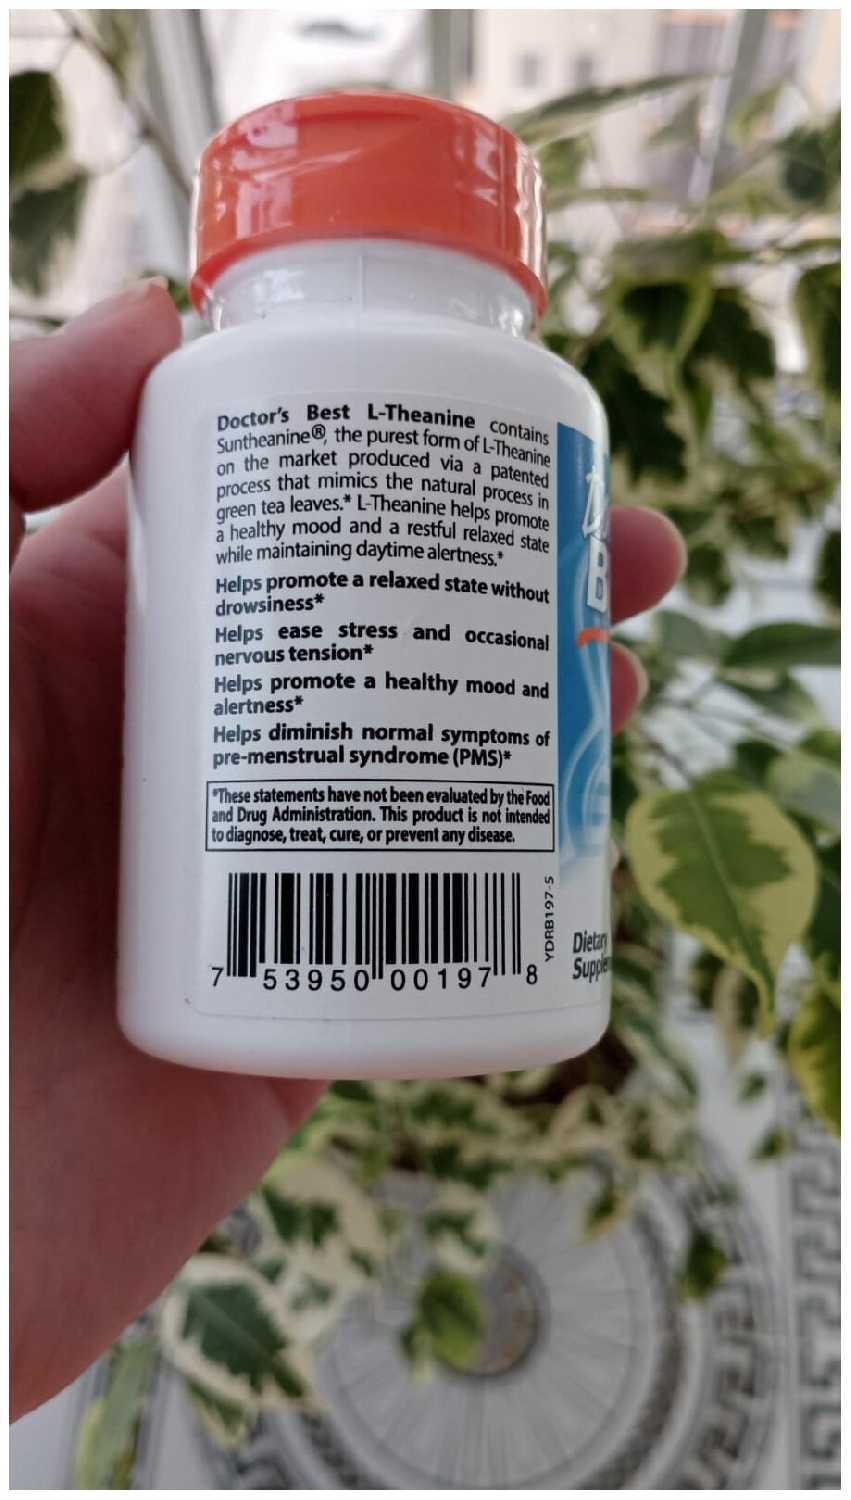 Doctor's Best L-Theanine contains
Suntheanine®, the purest form of L-Theanine
on the market produced via a patented
process that mimics the natural process in
green tea leaves.* L-Theanine helps promote
a healthy mood and a restful relaxed state
while maintaining daytime alertness.*
Helps promote a relaxed state without
drowsiness*
Helps ease stress and occasional
nervous tension*
Helps promote a healthy mood and
alertness*
Helps diminish normal symptoms of
pre-menstrual syndrome (PMS)*
*These statements have not been evaluated by the Food
and Drug Administration. This product is not intended
to diagnose, treat, cure, or prevent any disease.
7 53950 00197 8
YDRB197-5
Dietary